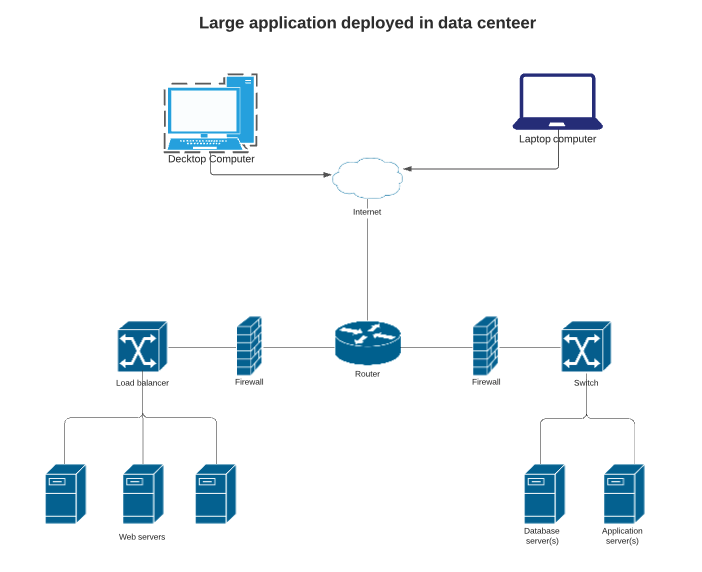 Large application deployed in data centeer
Decktop Computer
Laptop computer
Internet
Load balancer
Firewall
Router
Firewall
Switch
Web servers
Database
server(s)
Application
server(s)